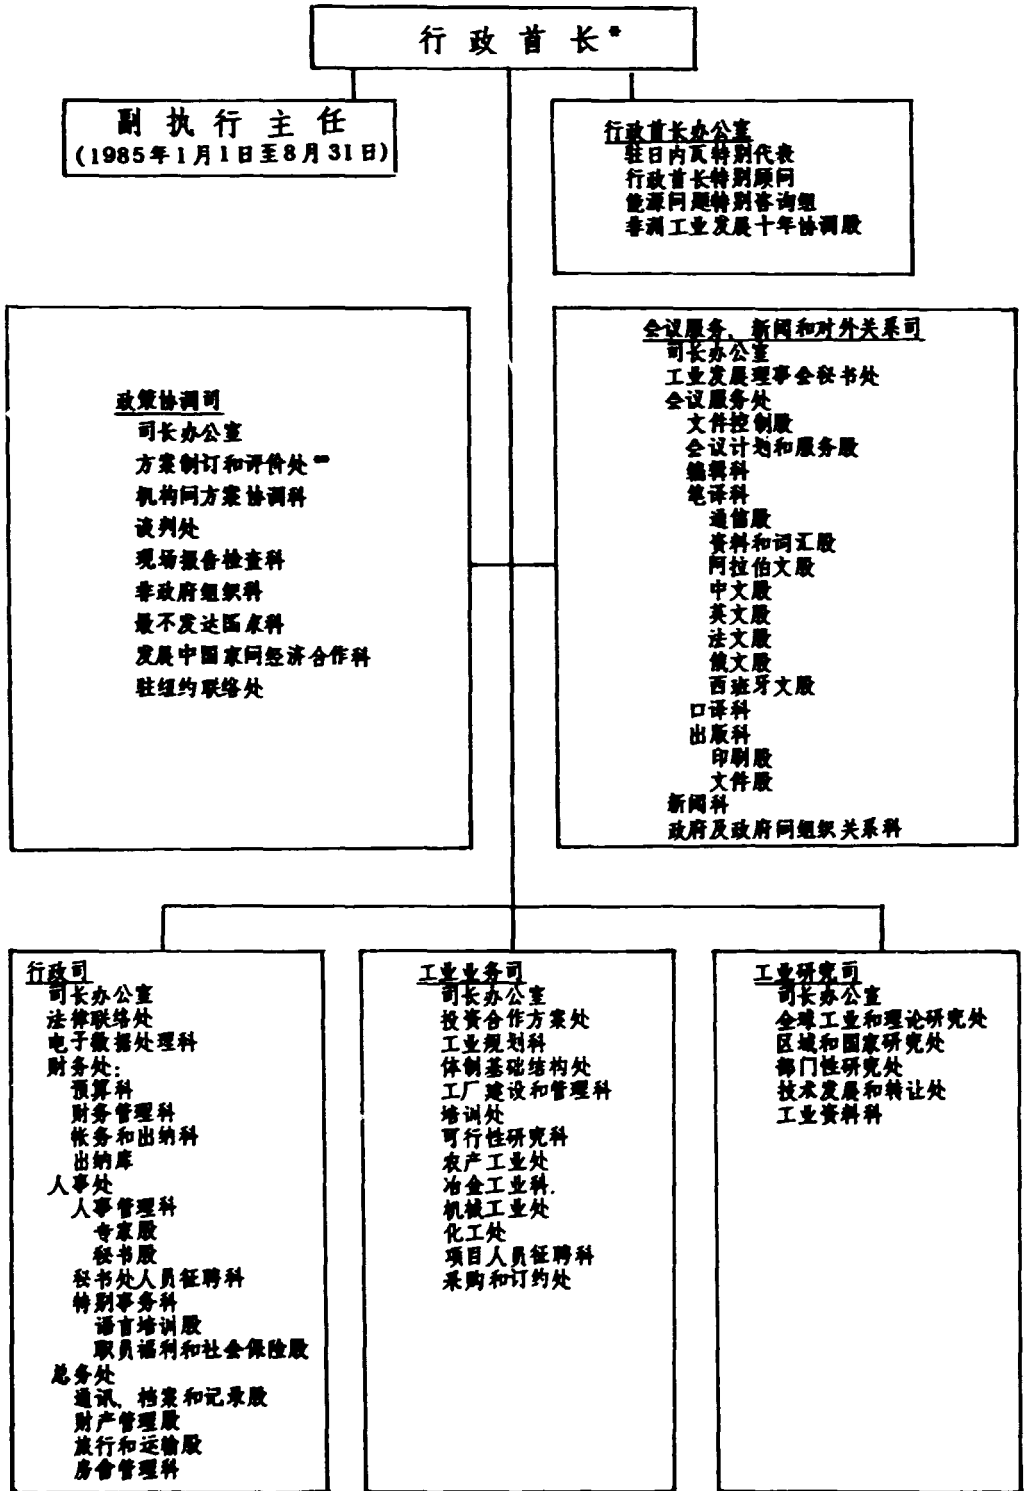 行政首长*
副执行主任
(1985年1月1日至8月31日)
行政首长办公室
驻日内瓦特别代表
行政首长特别顾问
能源问题特别咨询组
非洲工业发展十年协调股
政策协调司
司长办公室
方案制订和评价处**
机构间方案协调科
谈判处
现场报告检查科
非政府组织科
最不发达国家科
发展中国家间经济合作科
驻纽约联络处
会议服务、新闻和对外关系司
司长办公室
工业发展理事会秘书处
会议服务处
文件控制股
会议计划和服务股
编辑科
笔译科
通信股
资料和词汇股
阿拉伯文股
中文股
英文股
法文股
俄文股
西班牙文股
口译科
出版科
印刷股
文件股
新闻科
政府及政府间组织关系科
行政司
司长办公室
法律联络处
电子数据处理科
财务处:
预算科
财务管理科
帐务和出纳科
出纳库
人事处
人事管理科
专家股
秘书股
秘书处人员征聘科
特别事务科
语言培训股
职员福利和社会保险股
总务处
通讯、档案和记录股
财产管理股
旅行和运输股
房舍管理科
工业业务司
司长办公室
投资合作方案处
工业规划科
体制基础结构处
工厂建设和管理科
培训处
可行性研究科
农产工业处
冶金工业科.
机械工业处
化工处
项目人员征聘科
采购和订约处
工业研究司
司长办公室
全球工业和理论研究处
区域和国家研究处
部门性研究处
技术发展和转让处
工业资料科